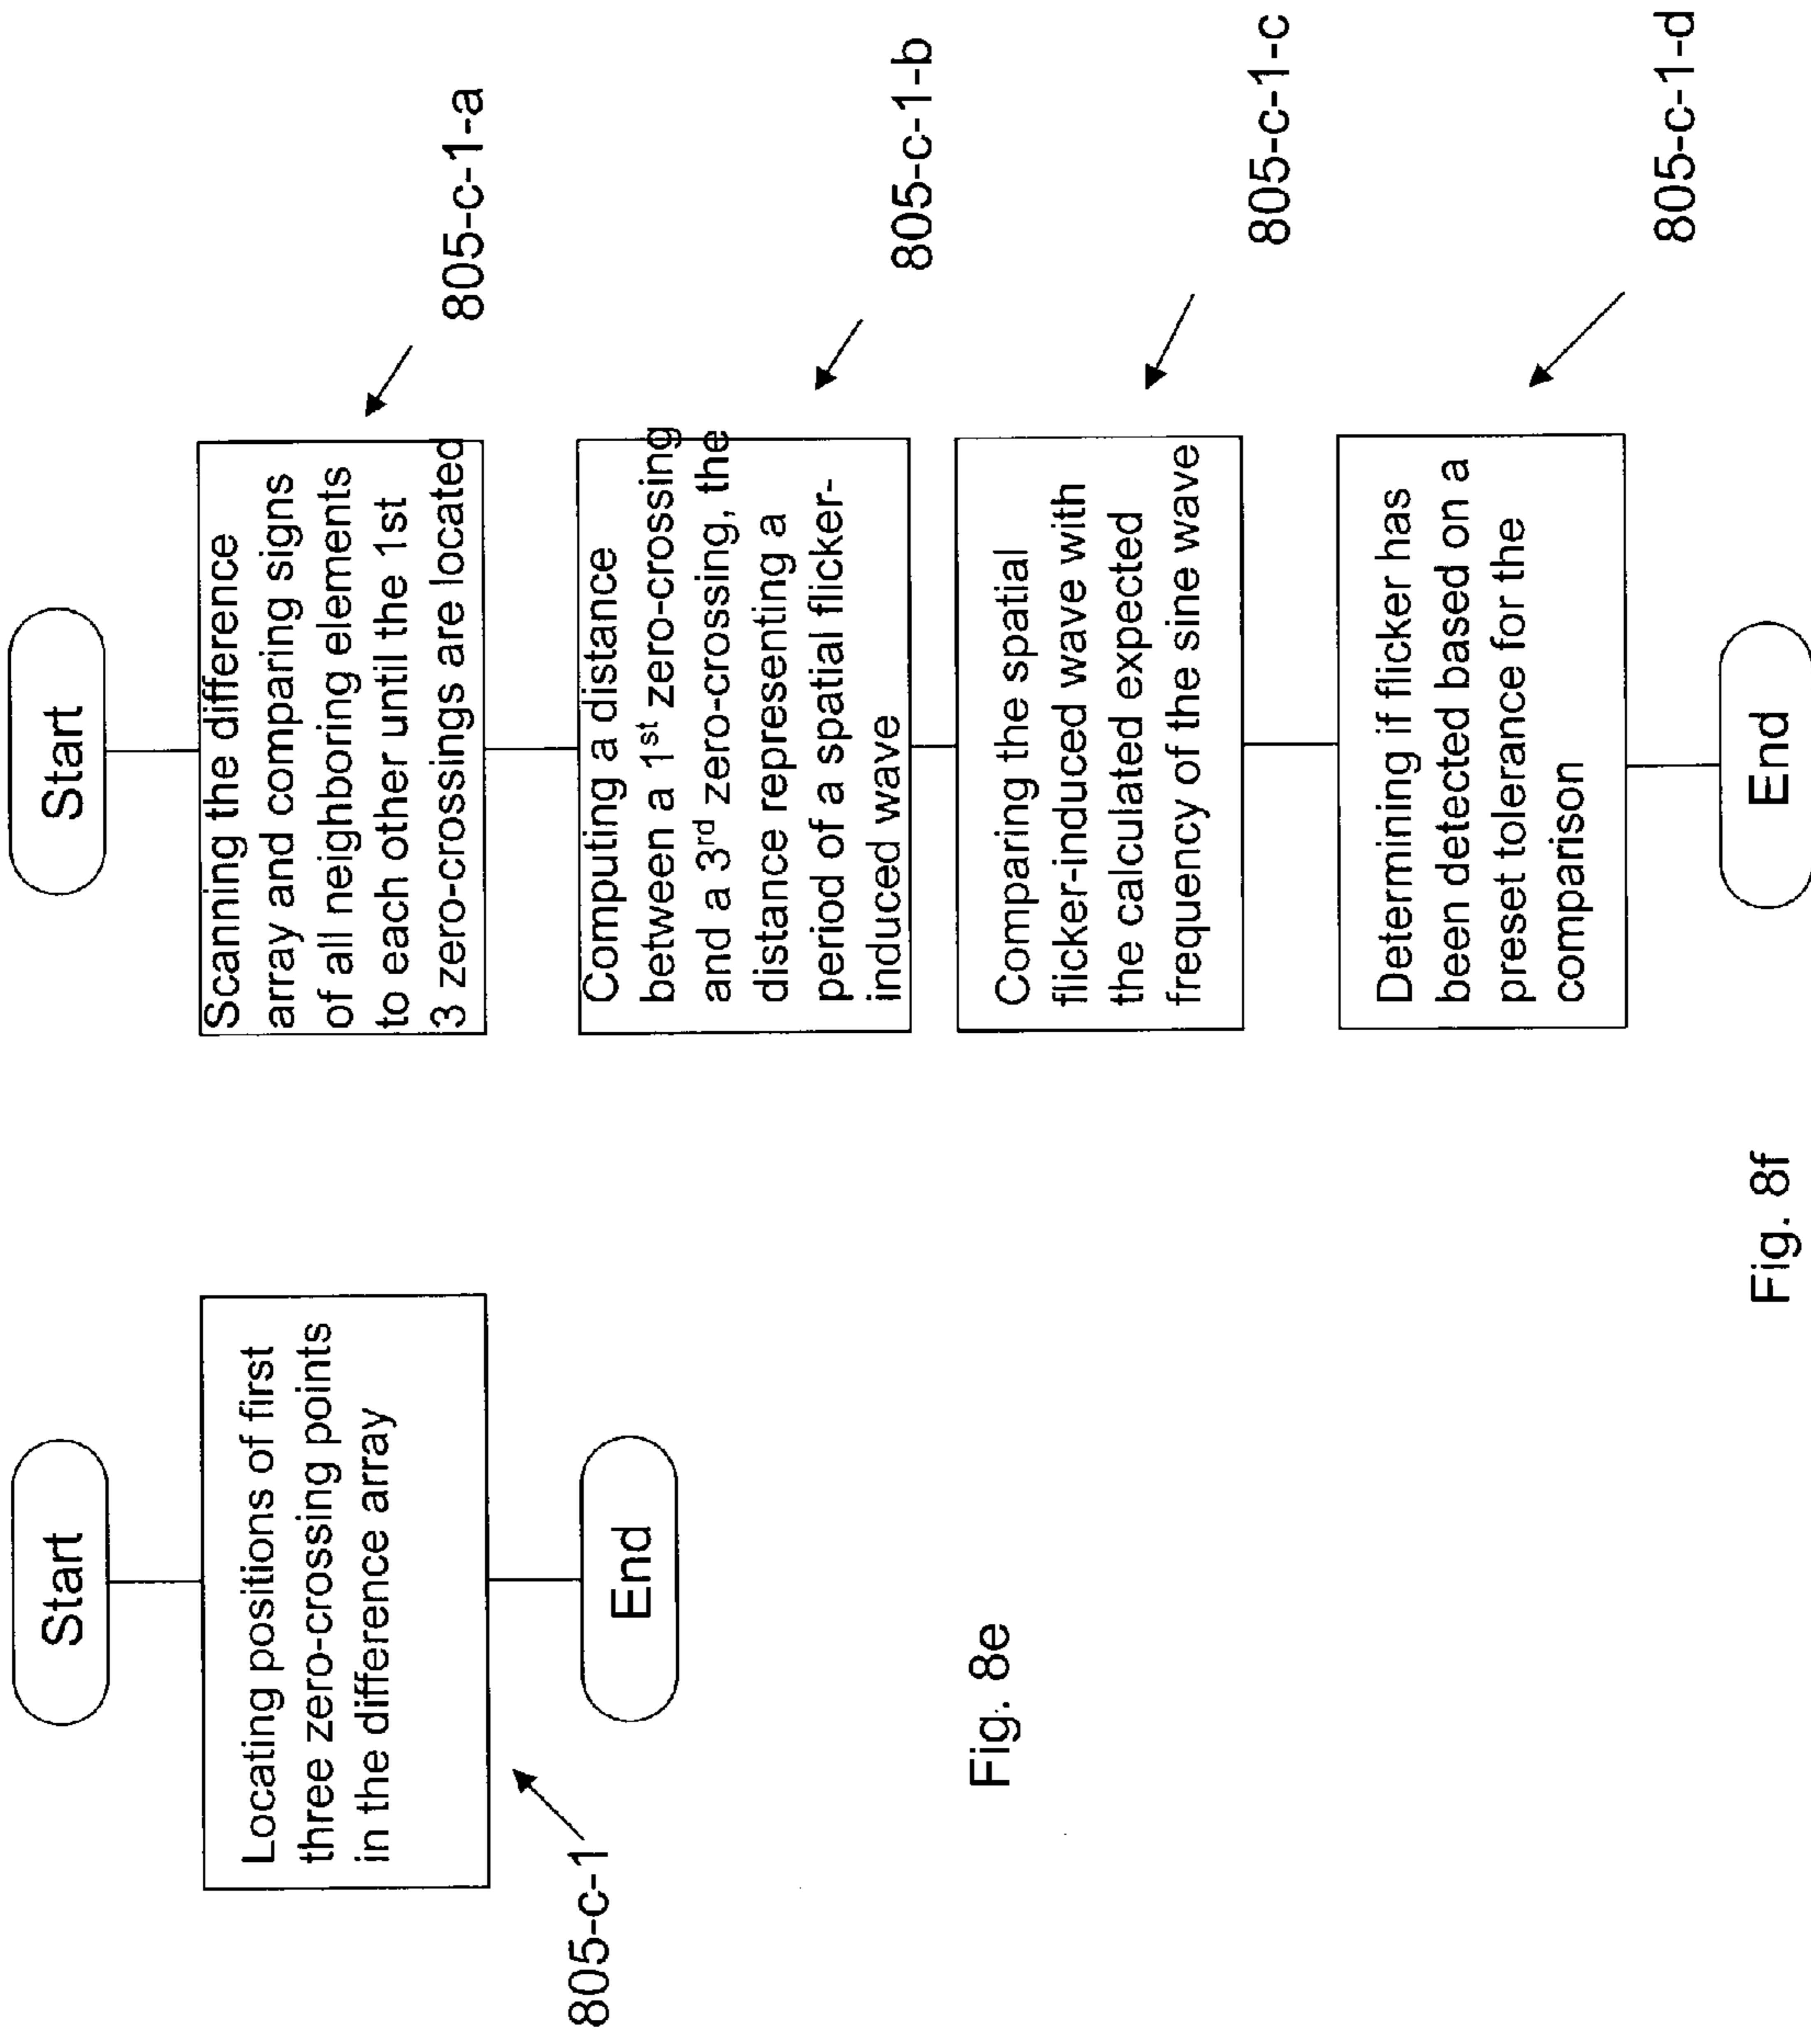 Start
Locating positions of first
three zero-crossing points
in the difference array
805-c-1
End
Fig. 8e
Start
Scanning the difference
array and comparing signs
of all neighboring elements
to each other until the 1st
3 zero-crossings are located
805-c-1-a
Computing a distance
between a 1st zero-crossing
and a 3rd zero-crossing, the
distance representing a
period of a spatial flicker-
induced wave
805-c-1-b
Comparing the spatial
flicker-induced wave with
the calculated expected
frequency of the sine wave
805-c-1-c
Determining if flicker has
been detected based on a
preset tolerance for the
comparison
805-c-1-d
End
Fig. 8f